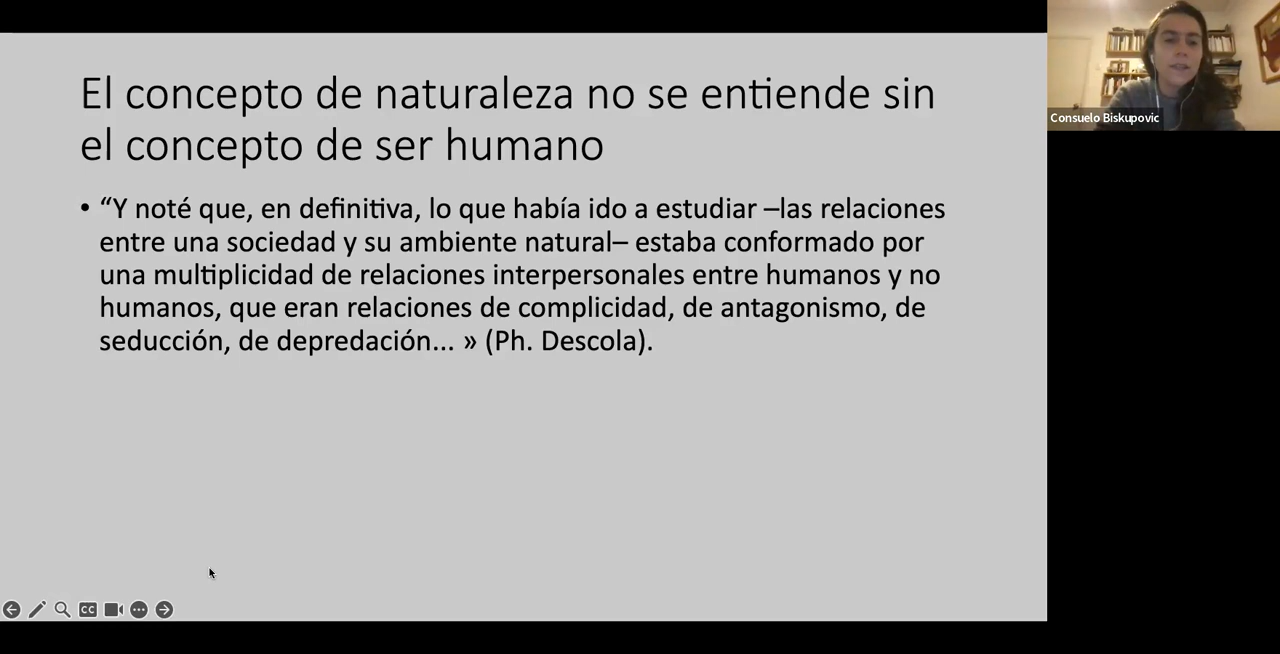 El concepto de naturaleza no se entiende sin
el concepto de ser humano
• “Y noté que, en definitiva, lo que había ido a estudiar –las relaciones
entre una sociedad y su ambiente natural– estaba conformado por
una multiplicidad de relaciones interpersonales entre humanos y no
humanos, que eran relaciones de complicidad, de antagonismo, de
seducción, de depredación... » (Ph. Descola).
Consuelo Biskupovic
CC